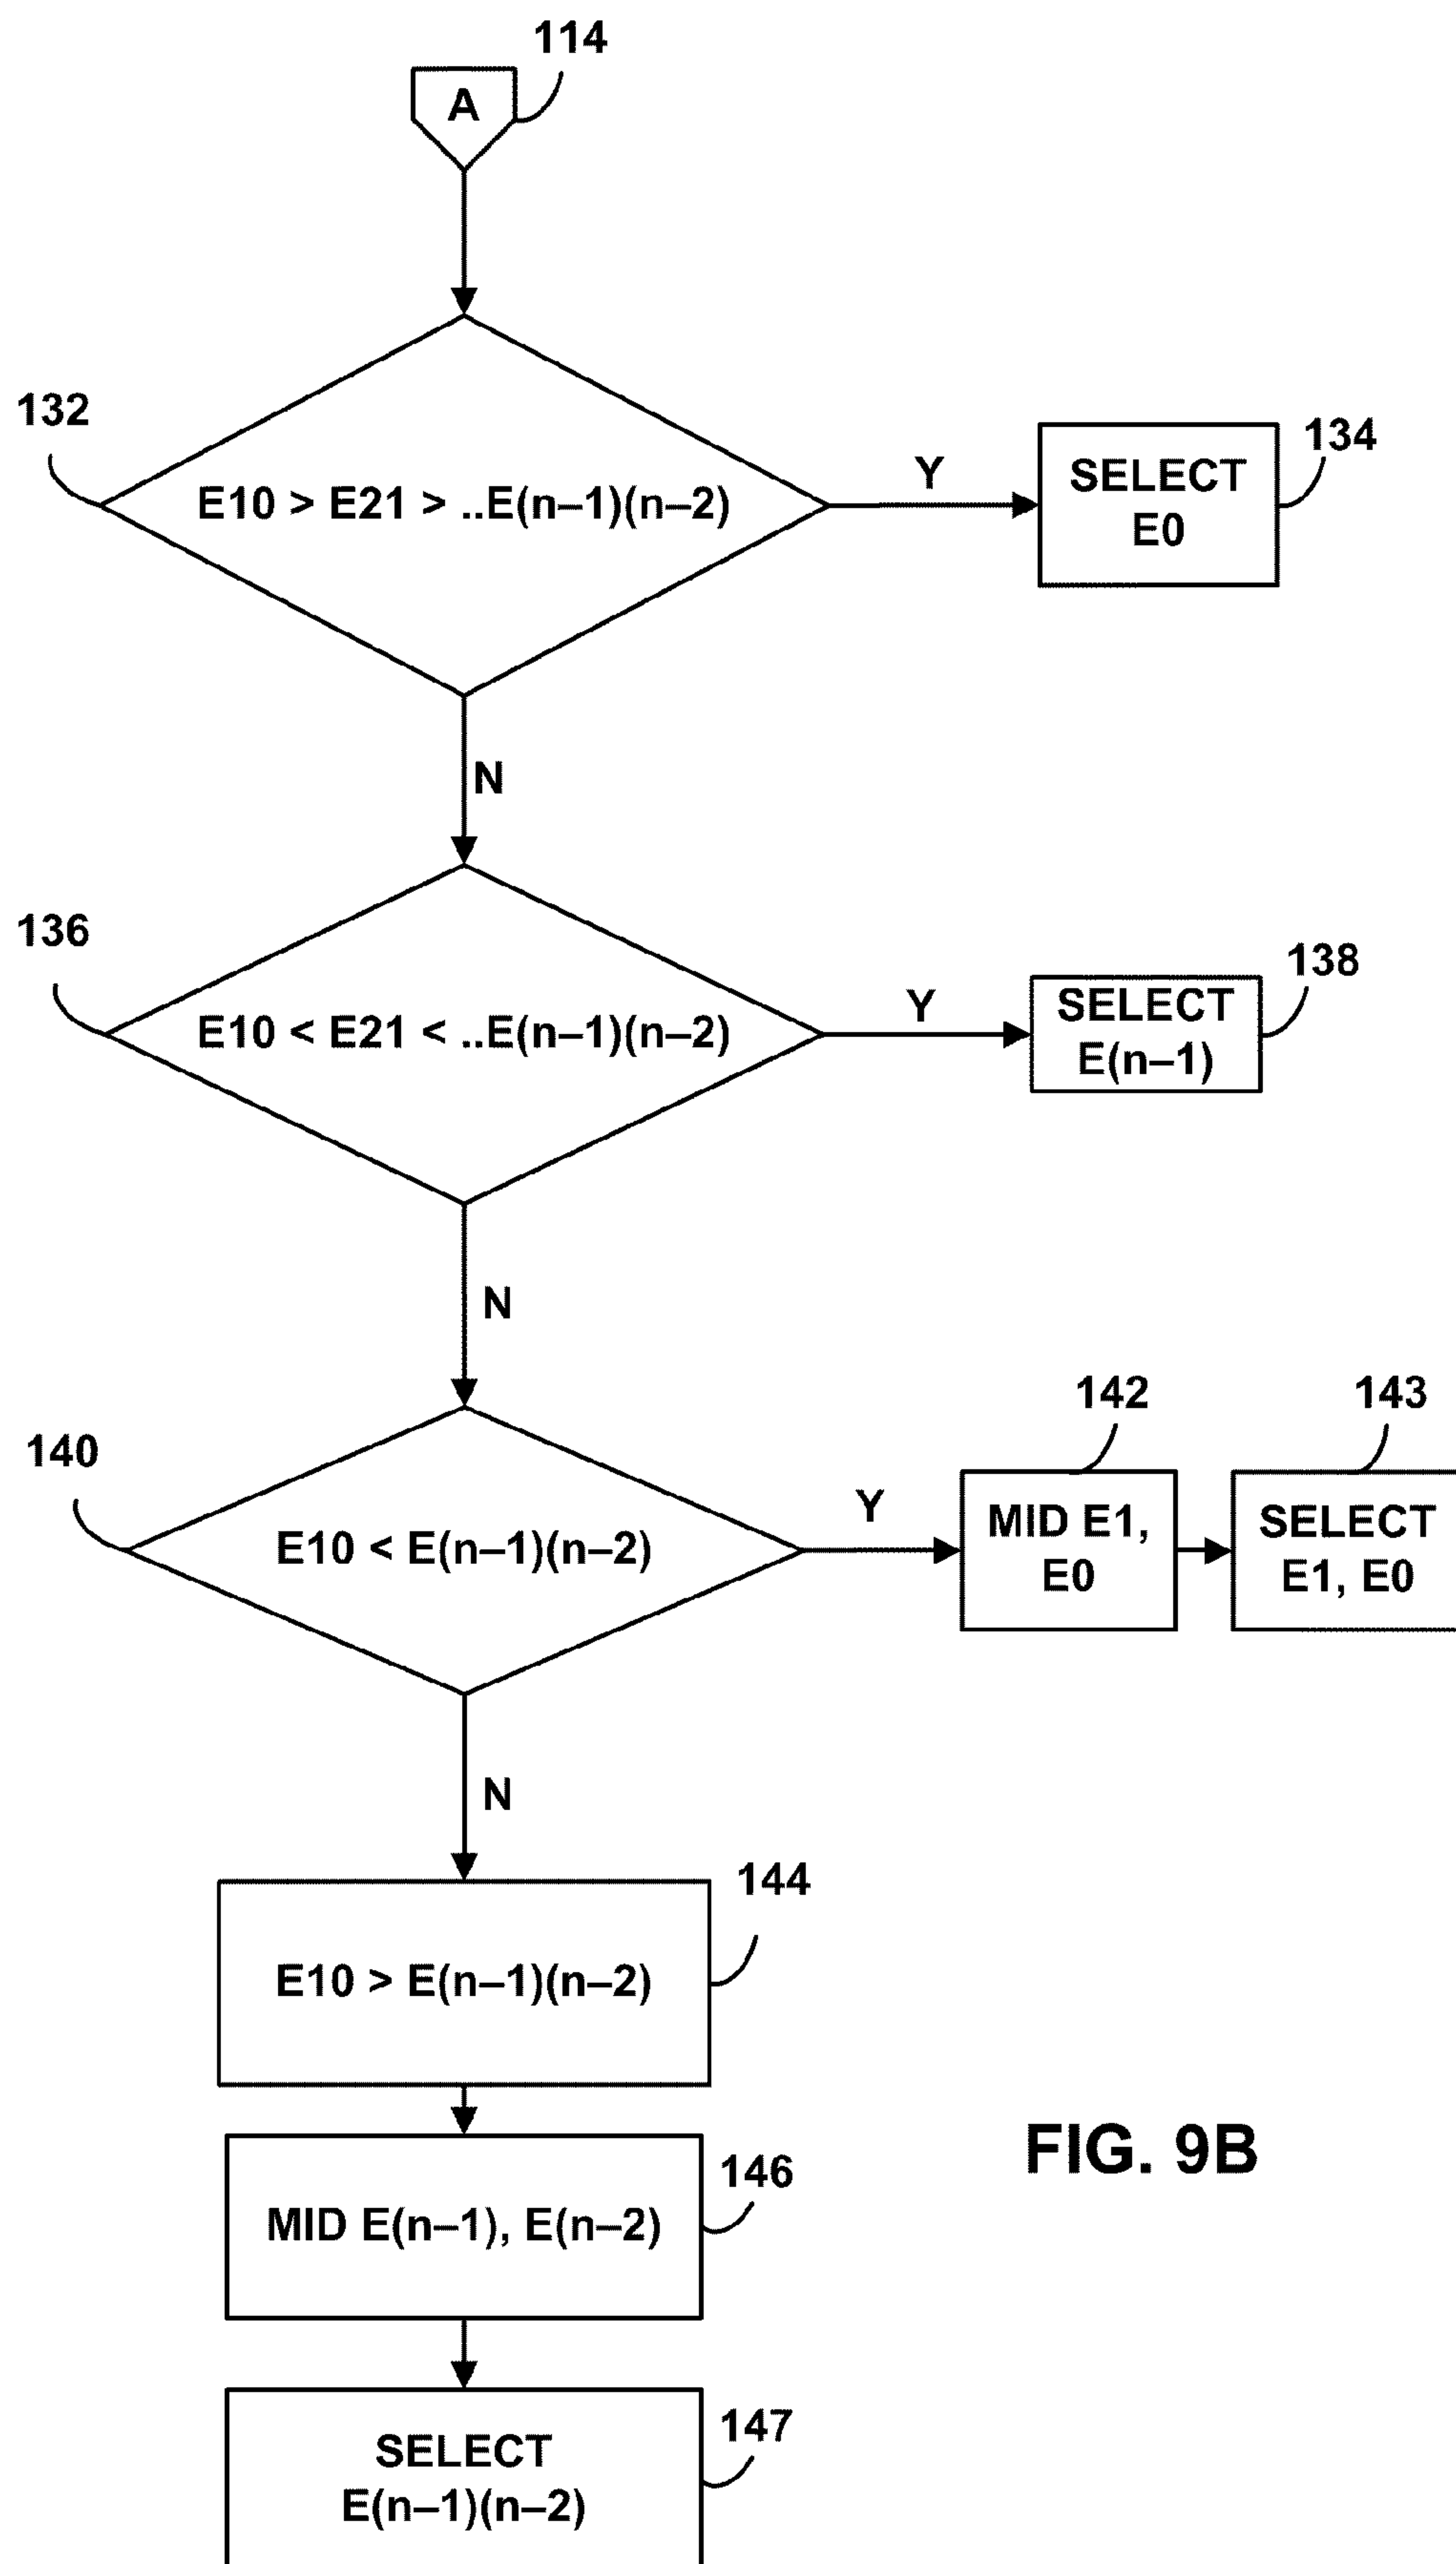 114
A
132
E10 > E21 > ..E(n–1)(n–2)
Y
134
SELECT
E0
N
136
E10 < E21 < ..E(n–1)(n–2)
Y
138
SELECT
E(n–1)
N
140
E10 < E(n–1)(n–2)
Y
142
MID E1,
E0
143
SELECT
E1, E0
N
144
E10 > E(n–1)(n–2)
146
MID E(n–1), E(n–2)
FIG. 9B
147
SELECT
E(n–1)(n–2)